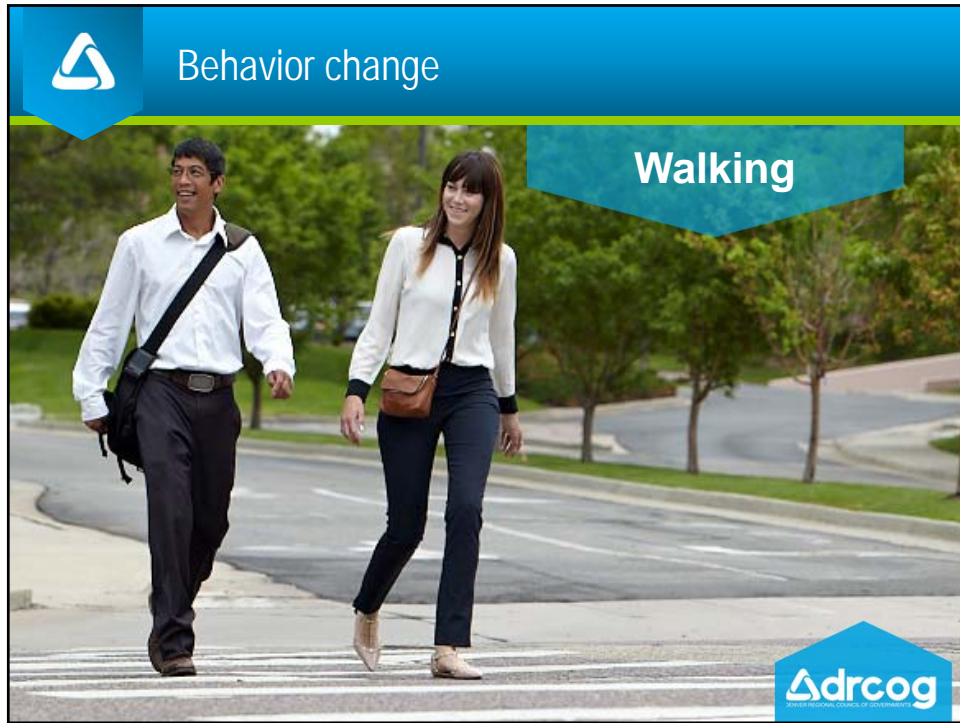 Behavior change
Walking
drcog
DENVER REGIONAL COUNCIL OF GOVERNMENTS